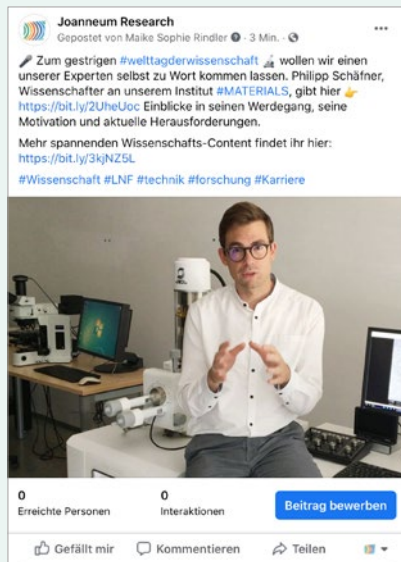 Joanneum Research
Gepostet von Maike Sophie Rindler · 3 Min. ·
Zum gestrigen #welttagderwissenschaft wollen wir einen
unserer Experten selbst zu Wort kommen lassen. Philipp Schäfner,
Wissenschafter an unserem Institut #MATERIALS, gibt hier
https://bit.ly/2UheUoc Einblicke in seinen Werdegang, seine
Motivation und aktuelle Herausforderungen.
Mehr spannenden Wissenschafts-Content findet ihr hier:
https://bit.ly/3kjNZ5L
#Wissenschaft #LNF #technik #forschung #Karriere
0
Erreichte Personen
0
Interaktionen
Beitrag bewerben
Gefällt mir
Kommentieren
Teilen